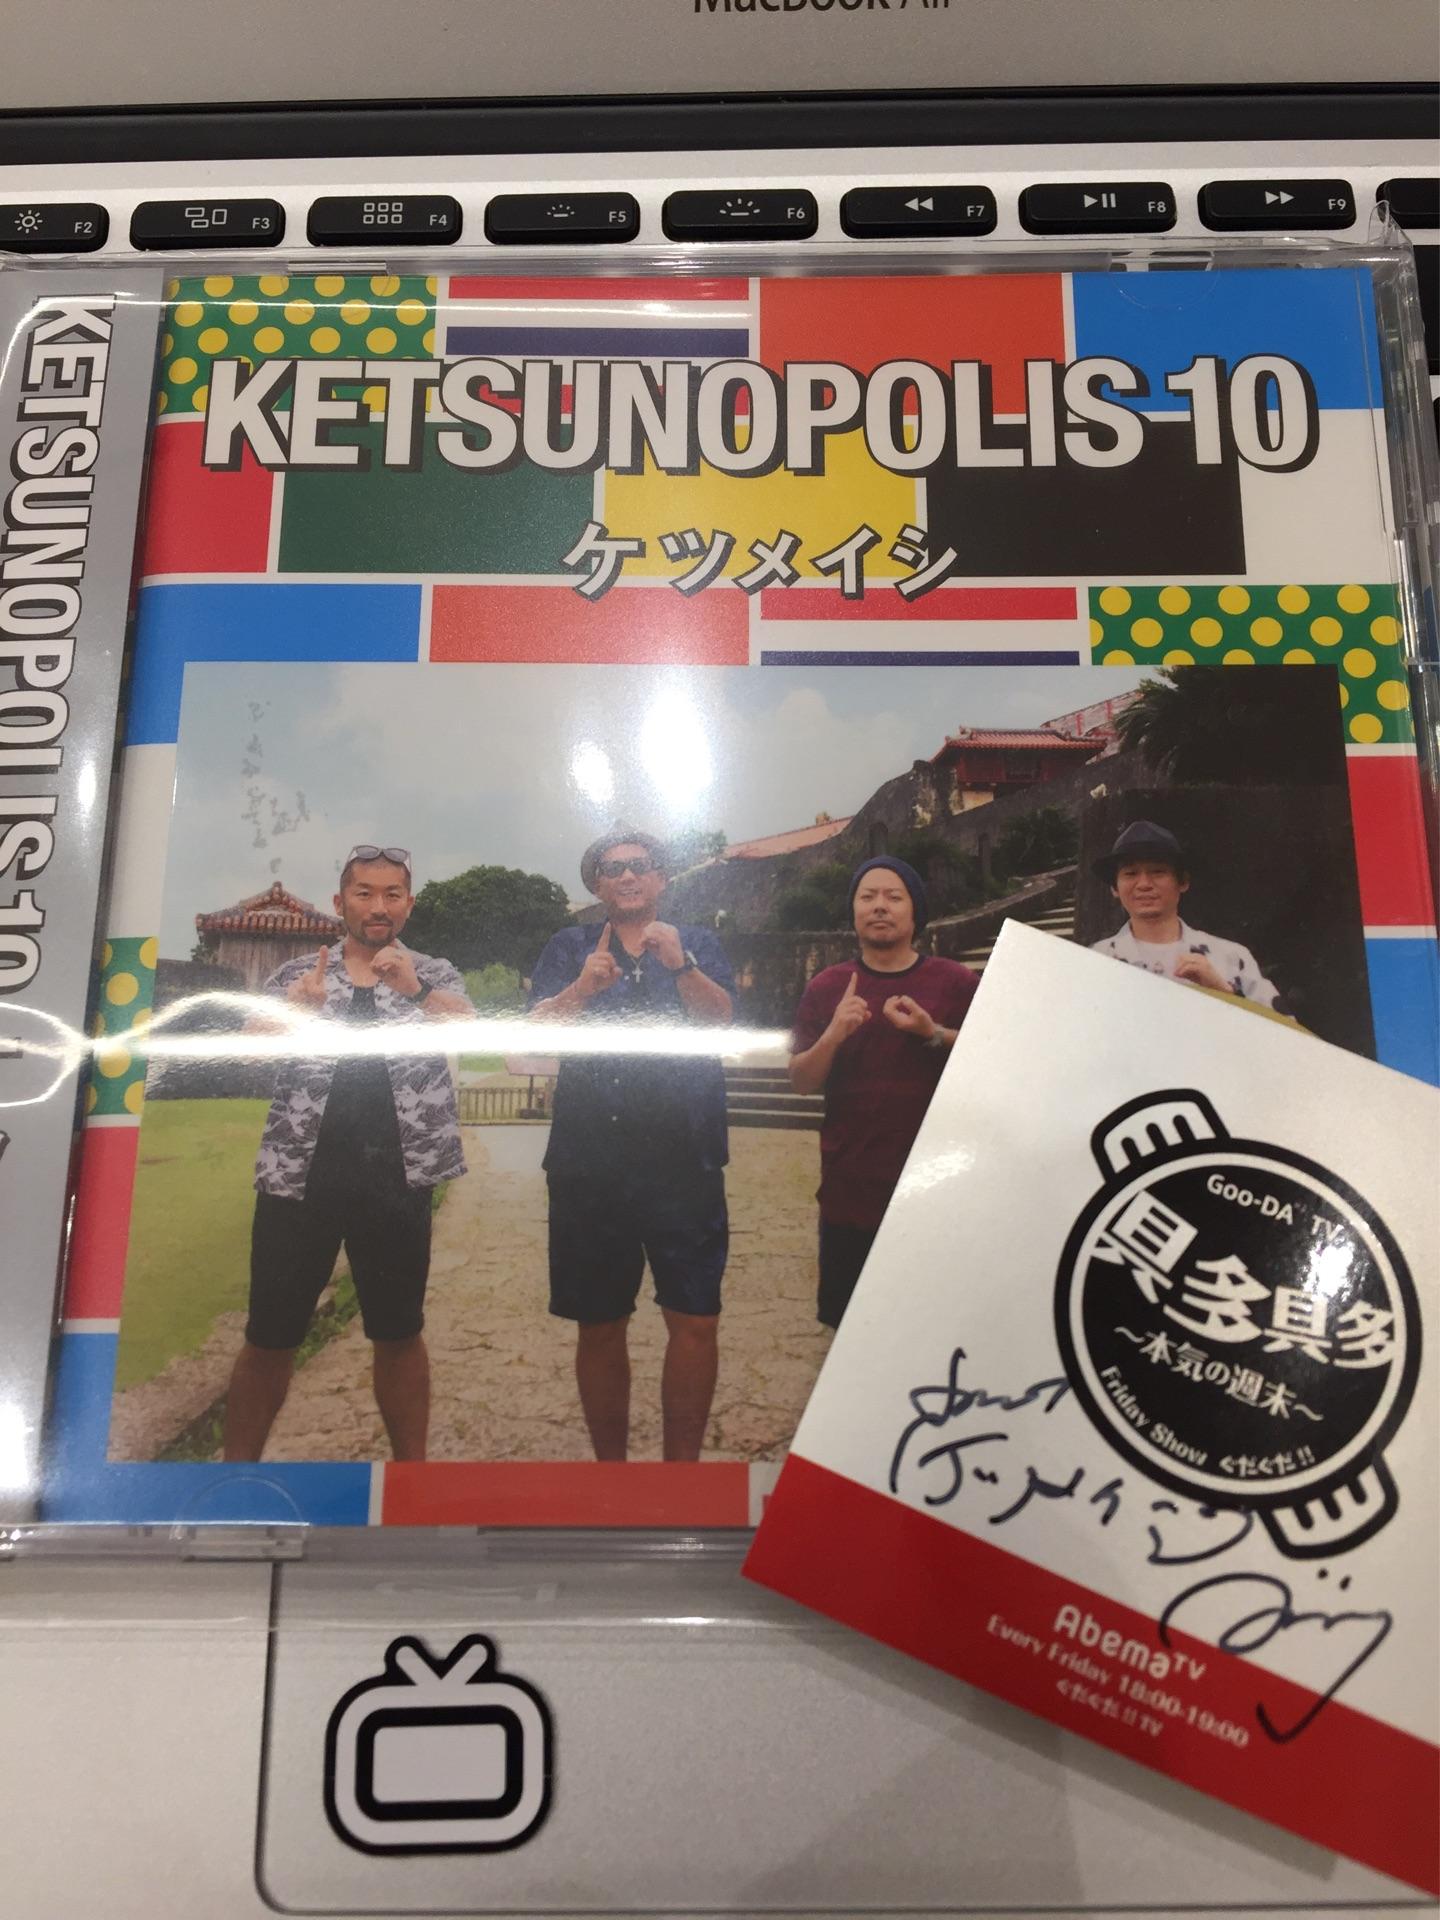 F2
F3
F4
F5
F6
F7
F8
F9
KETSUNOPOLIS 10
KETSUNOPOLIS 10
ケツメイシ
GOO-DA TV
具多具多
〜本気の週末〜
Friday Show ぐだぐだ!!
AbemaTV
Every Friday 18:00-19:00
ぐだぐだ!! TV